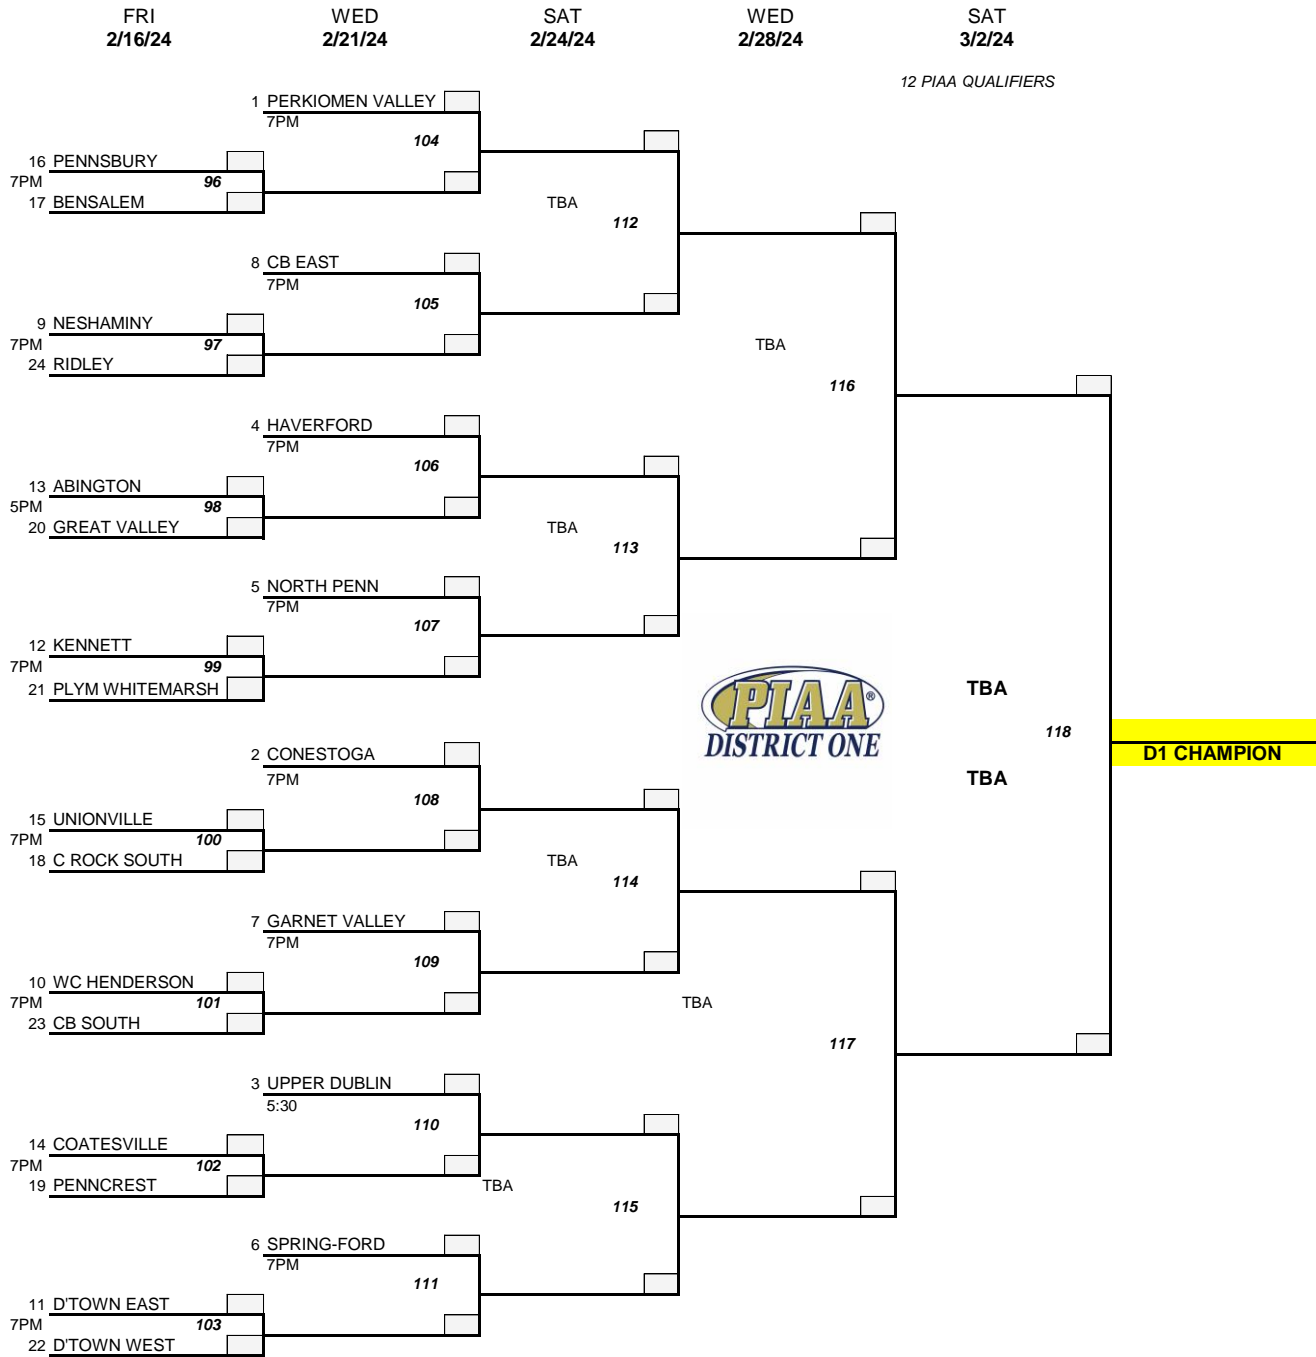 FRI WED SAT WED SAT
2/16/24 2/21/24 2/24/24 2/28/24 3/2/24
12 PIAA QUALIFIERS
1 PERKIOMEN VALLEY
7PM
104
16 PENNSBURY
7PM 96
17 BENSALEM
TBA
112
8 CB EAST
7PM
105
9 NESHAMINY
7PM 97
24 RIDLEY
TBA
116
4 HAVERFORD
7PM
106
13 ABINGTON
5PM 98
20 GREAT VALLEY
TBA
113
5 NORTH PENN
7PM
107
12 KENNETT
7PM 99
21 PLYM WHITEMARSH
PIAA®
DISTRICT ONE
TBA
118
D1 CHAMPION
TBA
2 CONESTOGA
7PM
108
15 UNIONVILLE
7PM 100
18 C ROCK SOUTH
TBA
114
7 GARNET VALLEY
7PM
109
10 WC HENDERSON
7PM 101
23 CB SOUTH
TBA
117
3 UPPER DUBLIN
5:30
110
14 COATESVILLE
7PM 102
19 PENNCREST
TBA
115
6 SPRING-FORD
7PM
111
11 D'TOWN EAST
7PM 103
22 D'TOWN WEST